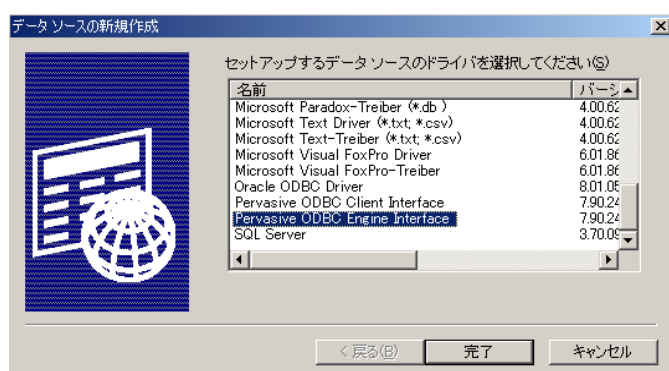 データ ソースの新規作成
セットアップするデータ ソースのドライバを選択してください(S)
名前 バージ
Microsoft Paradox-Treiber (*.db ) 4.00.62
Microsoft Text Driver (*.txt; *.csv) 4.00.62
Microsoft Text-Treiber (*.txt; *.csv) 4.00.62
Microsoft Visual FoxPro Driver 6.01.86
Microsoft Visual FoxPro-Treiber 6.01.86
Oracle ODBC Driver 8.01.05
Pervasive ODBC Client Interface 7.90.24
Pervasive ODBC Engine Interface 7.90.24
SQL Server 3.70.09
< 戻る(B) 完了 キャンセル